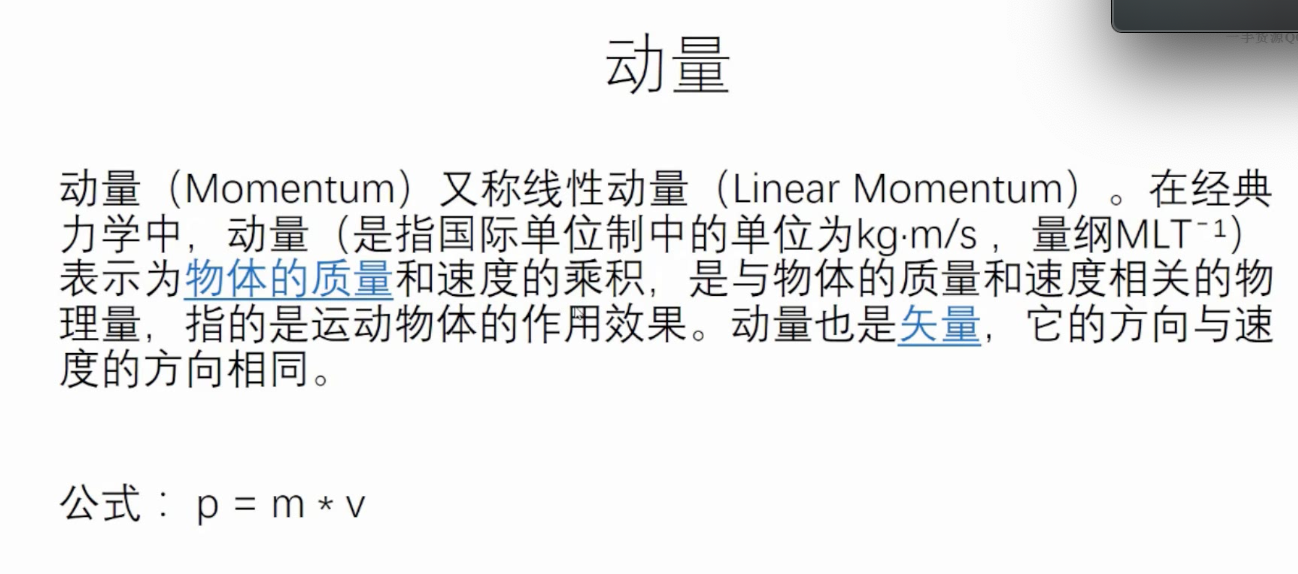 一手货源Q
动量
动量（Momentum）又称线性动量（Linear Momentum）。在经典
力学中，动量（是指国际单位制中的单位为kg·m/s ，量纲MLT⁻¹）
表示为物体的质量和速度的乘积，是与物体的质量和速度相关的物
理量，指的是运动物体的作用效果。动量也是矢量，它的方向与速
度的方向相同。
公式：p = m * v